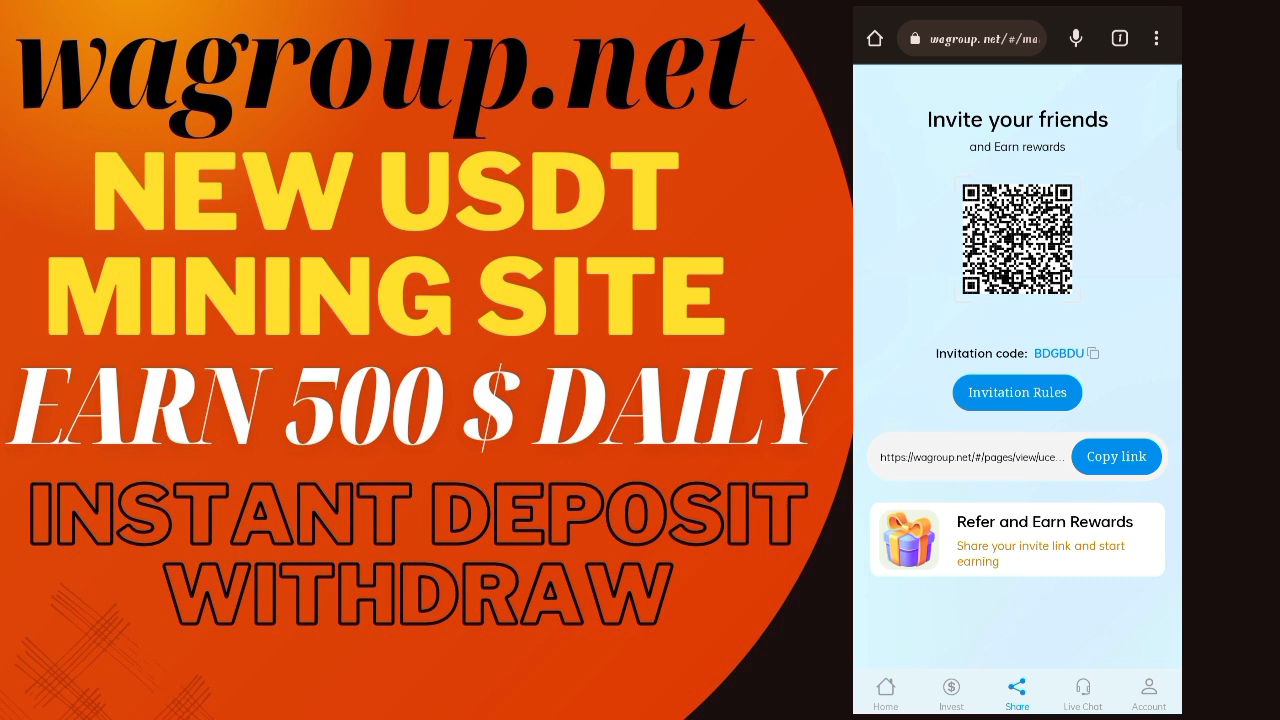 wagroup.net
NEW USDT
MINING SITE
EARN 500 $ DAILY
INSTANT DEPOSIT
WITHDRAW
wagroup.net/#/ma
1
Invite your friends
and Earn rewards
Invitation code: BDGBDU
Invitation Rules
https://wagroup.net/#/pages/view/uce...
Copy link
Refer and Earn Rewards
Share your invite link and start
earning
Home
Invest
Share
Live Chat
Account